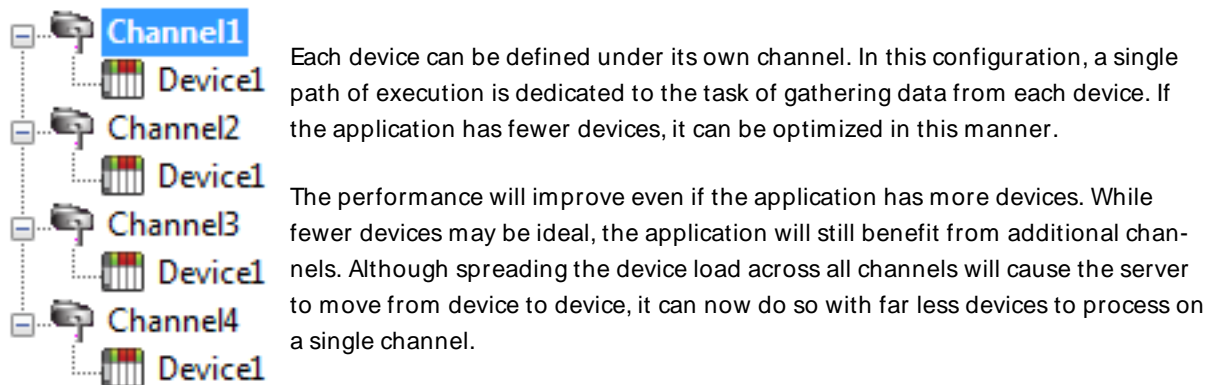 Channel1
Device1
Channel2
Device1
Channel3
Device1
Channel4
Device1
Each device can be defined under its own channel. In this configuration, a single
path of execution is dedicated to the task of gathering data from each device. If
the application has fewer devices, it can be optimized in this manner.
The performance will improve even if the application has more devices. While
fewer devices may be ideal, the application will still benefit from additional chan-
nels. Although spreading the device load across all channels will cause the server
to move from device to device, it can now do so with far less devices to process on
a single channel.